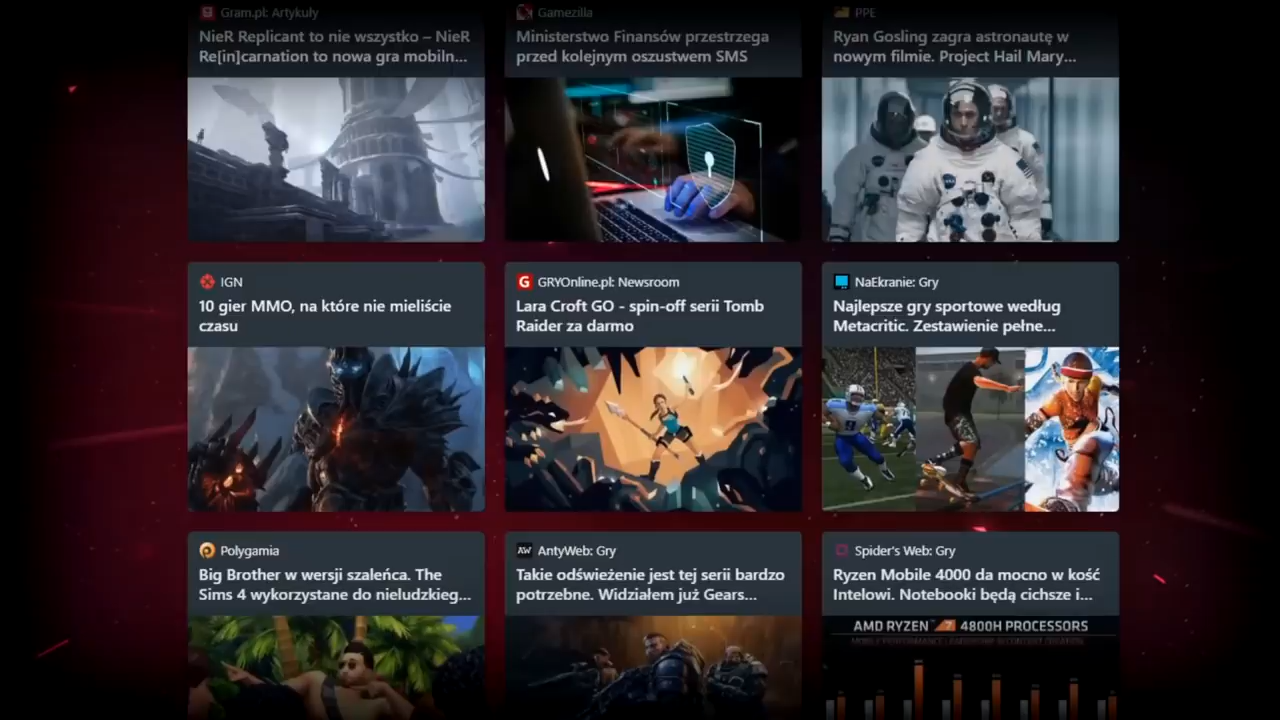 Gram.pl: Artykuły
NieR Replicant to nie wszystko – NieR
Re[in]carnation to nowa gra mobiln...
Gamezilla
Ministerstwo Finansów przestrzega
przed kolejnym oszustwem SMS
PPE
Ryan Gosling zagra astronautę w
nowym filmie. Project Hail Mary...
IGN
10 gier MMO, na które nie mieliście
czasu
G GRYOnline.pl: Newsroom
Lara Croft GO - spin-off serii Tomb
Raider za darmo
NaEkranie: Gry
Najlepsze gry sportowe według
Metacritic. Zestawienie pełne...
9
Polygamia
Big Brother w wersji szaleńca. The
Sims 4 wykorzystane do nieludzkieg...
AW AntyWeb: Gry
Takie odświeżenie jest tej serii bardzo
potrzebne. Widziałem już Gears...
Spider's Web: Gry
Ryzen Mobile 4000 da mocno w kość
Intelowi. Notebooki będą cichsze i...
AMD RYZEN™ 7 4800H PROCESSORS